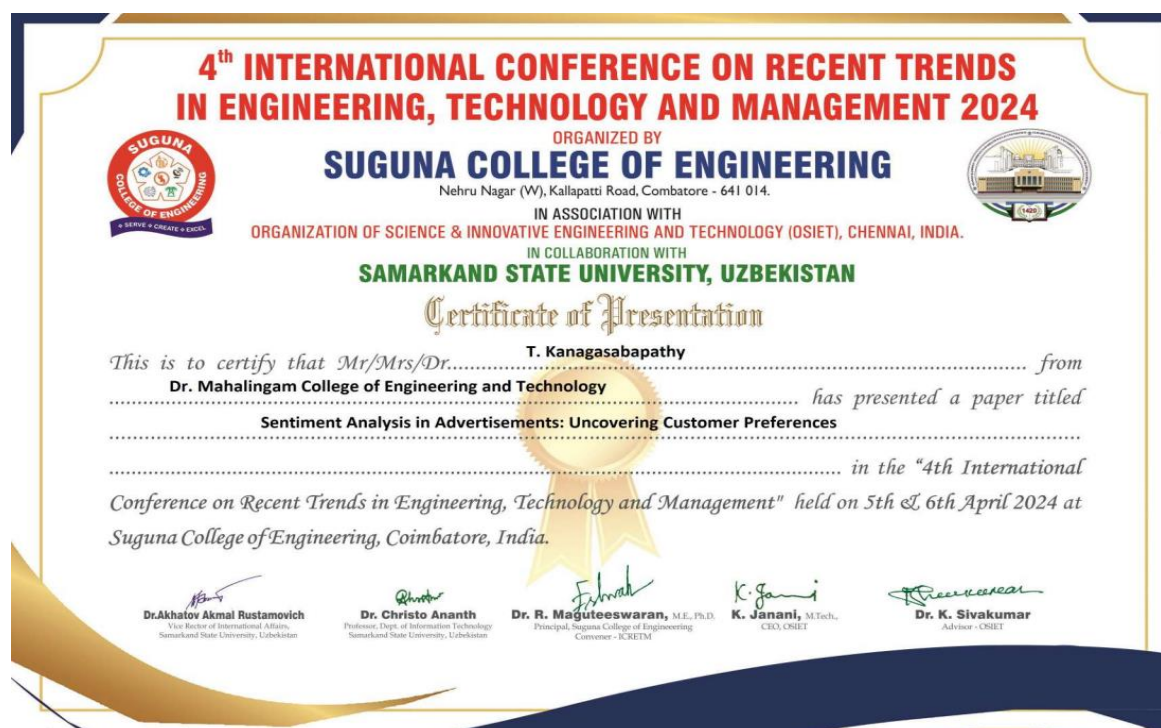 4th INTERNATIONAL CONFERENCE ON RECENT TRENDS
IN ENGINEERING, TECHNOLOGY AND MANAGEMENT 2024
ORGANIZED BY
SUGUNA COLLEGE OF ENGINEERING
Nehru Nagar (W), Kallapatti Road, Combatore - 641 014.
IN ASSOCIATION WITH
ORGANIZATION OF SCIENCE & INNOVATIVE ENGINEERING AND TECHNOLOGY (OSIET), CHENNAI, INDIA.
IN COLLABORATION WITH
SAMARKAND STATE UNIVERSITY, UZBEKISTAN
SUGUNA
COLLEGE OF ENGINEERING
SERVE CREATE EXCEL
1420
Certificate of Presentation
This is to certify that Mr/Mrs/Dr. T. Kanagasabapathy from
Dr. Mahalingam College of Engineering and Technology has presented a paper titled
Sentiment Analysis in Advertisements: Uncovering Customer Preferences
in the "4th International
Conference on Recent Trends in Engineering, Technology and Management" held on 5th & 6th April 2024 at
Suguna College of Engineering, Coimbatore, India.
K. Jani
Dr.Akhatov Akmal Rustamovich
Vice Rector of International Affairs,
Samarkand State University, Uzbekistan
Dr. Christo Ananth
Professor, Dept. of Information Technology
Samarkand State University, Uzbekistan
Dr. R. Maguteeswaran, M.E., Ph.D.
Principal, Suguna College of Engineering
Convener - ICRETM
K. Janani, M.Tech.,
CEO, OSIET
Dr. K. Sivakumar
Advisor - OSIET